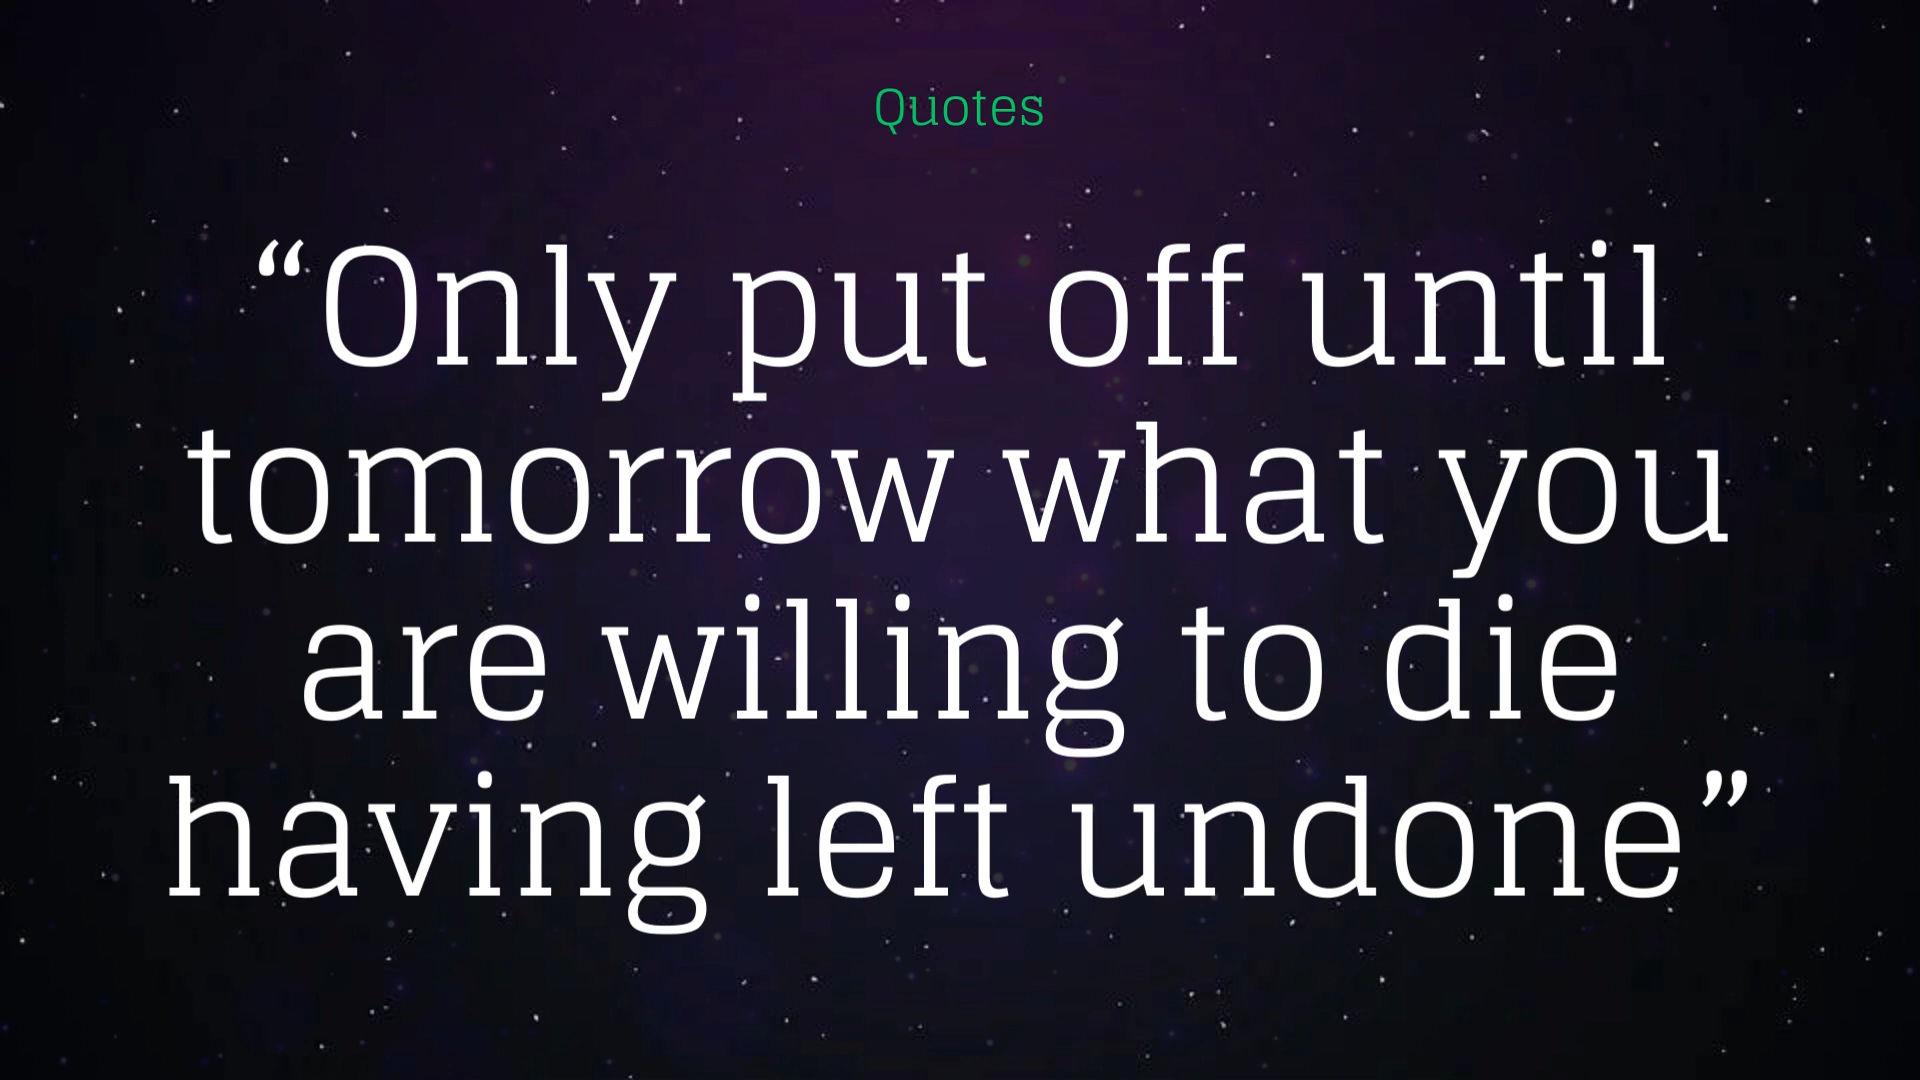 Quotes
“Only put off until
tomorrow what you
are willing to die
having left undone”